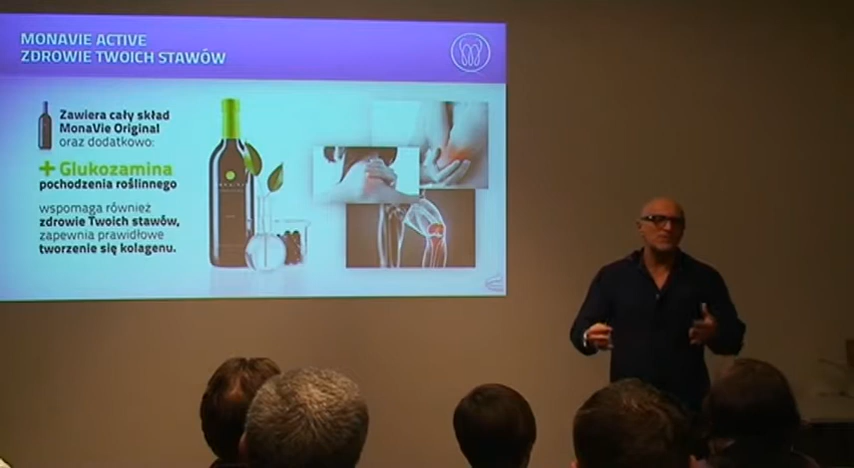 MONAVIE ACTIVE
ZDROWIE TWOICH STAWÓW
Zawiera cały skład
MonaVie Original
oraz dodatkowo:
+ Glukozamina
pochodzenia roślinnego
wspomaga również
zdrowie Twoich stawów,
zapewnia prawidłowe
tworzenie się kolagenu.